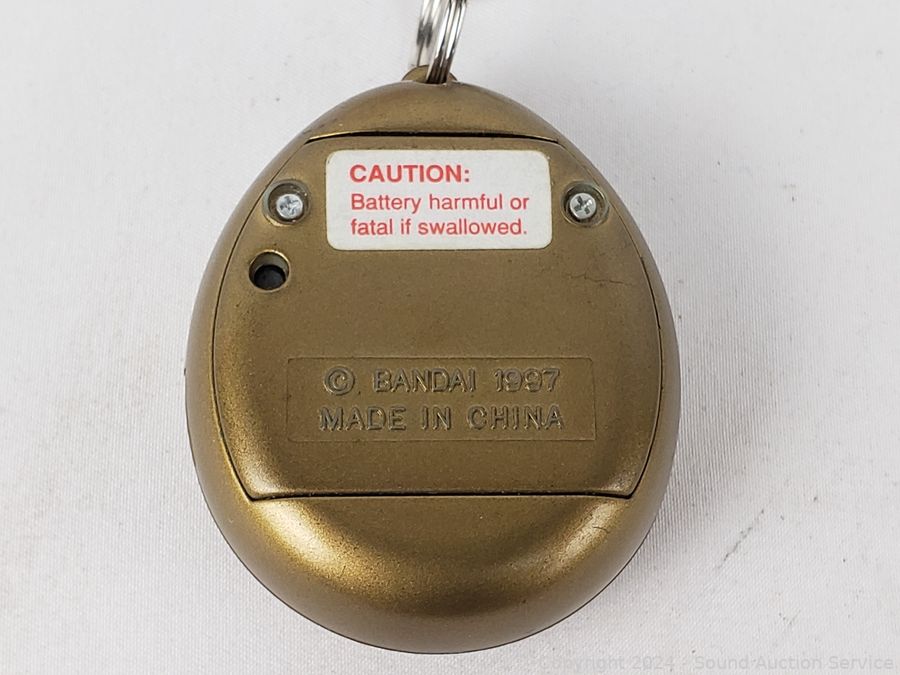 CAUTION:
Battery harmful or
fatal if swallowed.
© BANDAI 1997
MADE IN CHINA
Copyright 2024 - Sound Auction Service